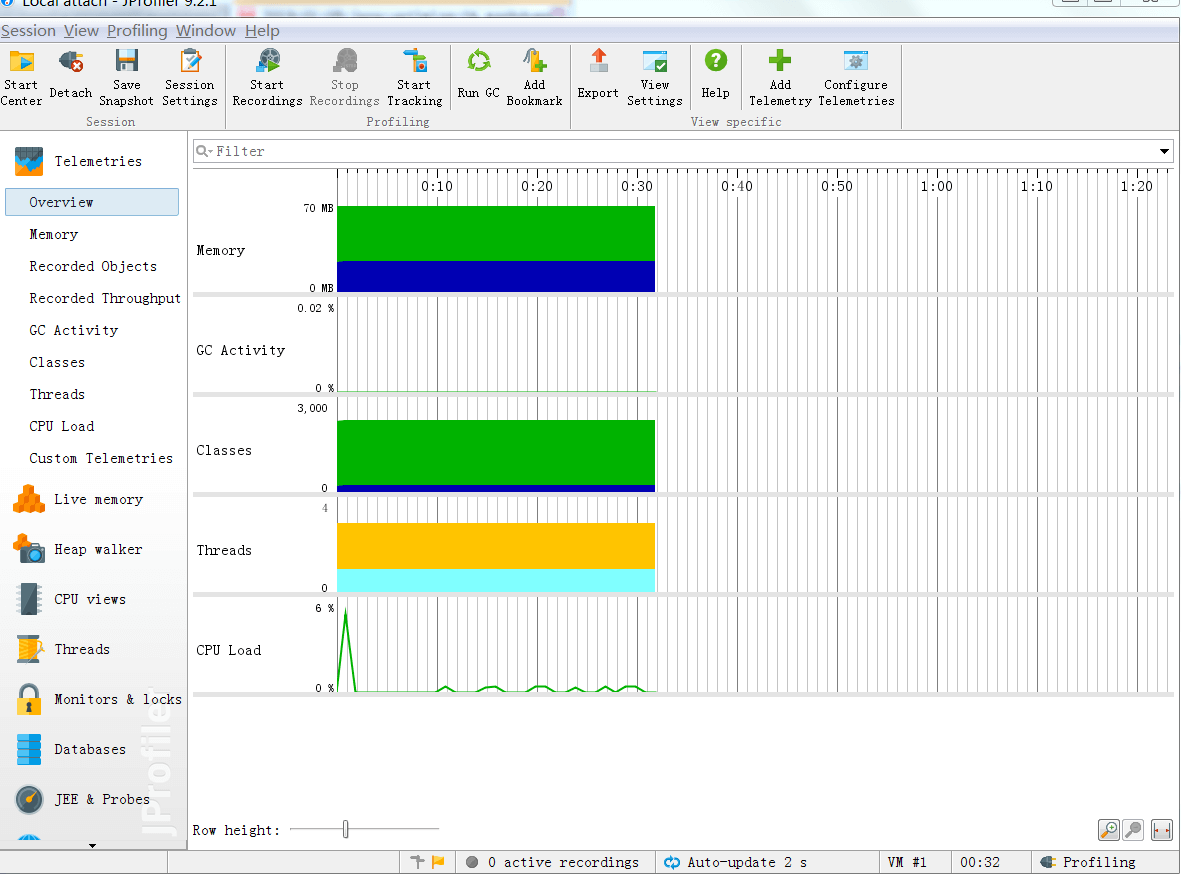 Local attach - JProfiler 9.2.1
Session View Profiling Window Help
Start Center
Detach
Save Snapshot
Session Settings
Start Recordings
Stop Recordings
Start Tracking
Run GC
Add Bookmark
Export
View Settings
Help
Add Telemetry
Configure Telemetries
Session
Profiling
View specific
Telemetries
Overview
Memory
Recorded Objects
Recorded Throughput
GC Activity
Classes
Threads
CPU Load
Custom Telemetries
Live memory
Heap walker
CPU views
Threads
Monitors & locks
Databases
JEE & Probes
JProfiler
Filter
0:10 0:20 0:30 0:40 0:50 1:00 1:10 1:20
70 MB
Memory
0 MB
0.02 %
GC Activity
0 %
3,000
Classes
0
4
Threads
0
6 %
CPU Load
0 %
Row height:
0 active recordings
Auto-update 2 s
VM #1
00:32
Profiling